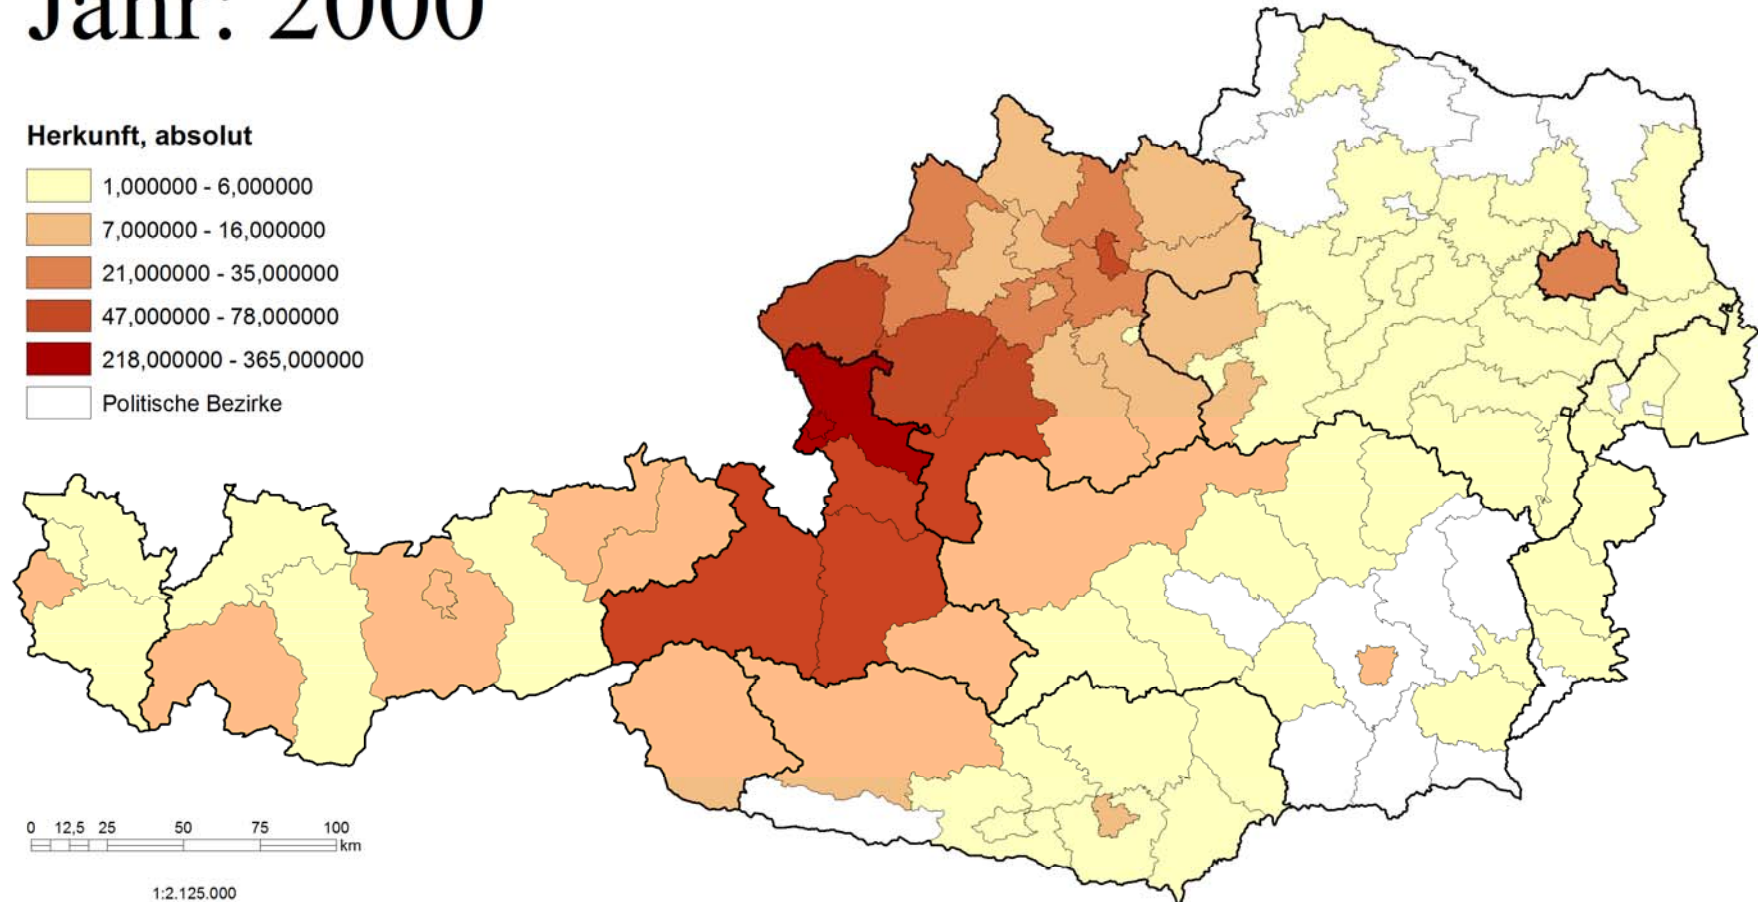 Jahr: 2000
Herkunft, absolut
1,000000 - 6,000000
7,000000 - 16,000000
21,000000 - 35,000000
47,000000 - 78,000000
218,000000 - 365,000000
Politische Bezirke
0 12,5 25 50 75 100
km
1:2.125.000